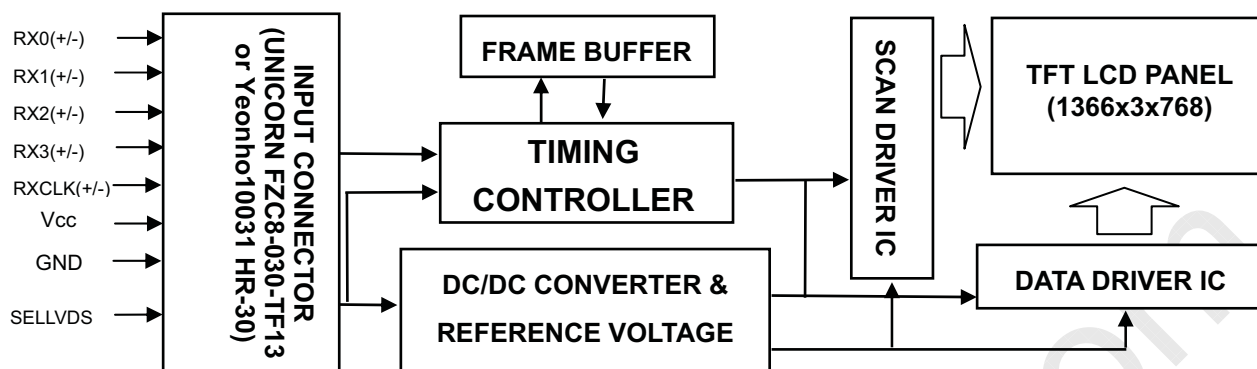 RX0(+/-)
RX1(+/-)
RX2(+/-)
RX3(+/-)
RXCLK(+/-)
Vcc
GND
SELLVDS
INPUT CONNECTOR
(UNICORN FZC8-030-TF13
or Yeonho10031 HR-30)
FRAME BUFFER
TIMING
CONTROLLER
DC/DC CONVERTER &
REFERENCE VOLTAGE
SCAN DRIVER IC
TFT LCD PANEL
(1366x3x768)
DATA DRIVER IC
on